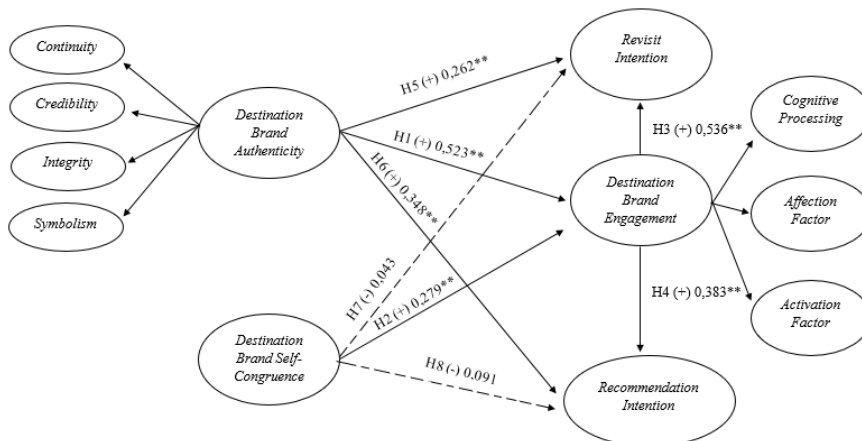 Continuity
Credibility
Integrity
Symbolism
Destination
Brand
Authenticity
Destination
Brand Self-
Congruence
H5 (+) 0,262**
H1 (+) 0,523**
H6 (+) 0,348**
H7 (-) 0,043
H2 (+) 0,279**
H8 (-) 0,091
Revisit
Intention
H3 (+) 0,536**
Destination
Brand
Engagement
H4 (+) 0,383**
Recommendation
Intention
Cognitive
Processing
Affection
Factor
Activation
Factor